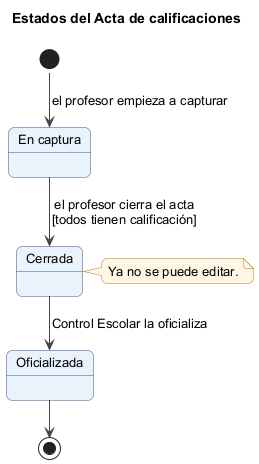 Estados del Acta de calificaciones
el profesor empieza a capturar
En captura
el profesor cierra el acta
[todos tienen calificación]
Cerrada
Ya no se puede editar.
Control Escolar la oficializa
Oficializada